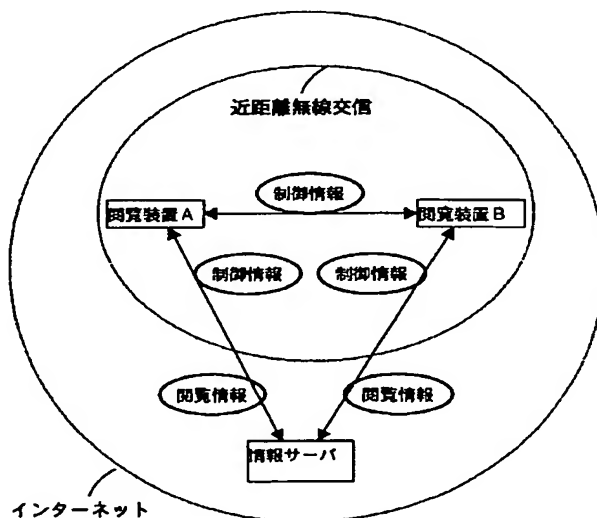 近距離無線交信
制御情報
閲覧装置A
閲覧装置B
制御情報
制御情報
閲覧情報
閲覧情報
情報サーバ
インターネット